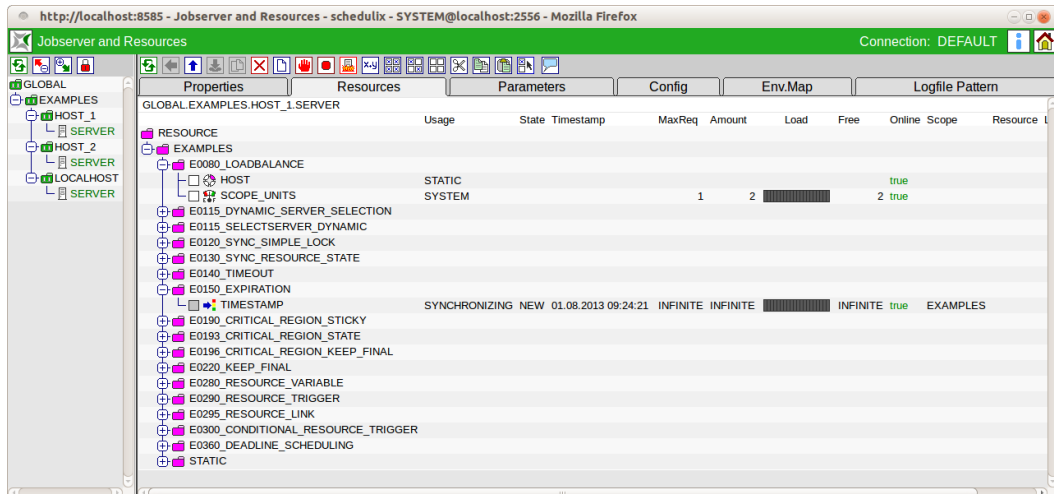 http://localhost:8585 - Jobserver and Resources - schedulix - SYSTEM@localhost:2556 - Mozilla Firefox
Jobserver and Resources Connection: DEFAULT
GLOBAL
EXAMPLES
HOST_1
SERVER
HOST_2
SERVER
LOCALHOST
SERVER
x.y
Properties Resources Parameters Config Env.Map Logfile Pattern
GLOBAL.EXAMPLES.HOST_1.SERVER
Usage State Timestamp MaxReq Amount Load Free Online Scope Resource L
RESOURCE
EXAMPLES
E0080_LOADBALANCE
HOST STATIC true
SCOPE_UNITS SYSTEM 1 2 2 true
E0115_DYNAMIC_SERVER_SELECTION
E0115_SELECTSERVER_DYNAMIC
E0120_SYNC_SIMPLE_LOCK
E0130_SYNC_RESOURCE_STATE
E0140_TIMEOUT
E0150_EXPIRATION
TIMESTAMP SYNCHRONIZING NEW 01.08.2013 09:24:21 INFINITE INFINITE INFINITE true EXAMPLES
E0190_CRITICAL_REGION_STICKY
E0193_CRITICAL_REGION_STATE
E0196_CRITICAL_REGION_KEEP_FINAL
E0220_KEEP_FINAL
E0280_RESOURCE_VARIABLE
E0290_RESOURCE_TRIGGER
E0295_RESOURCE_LINK
E0300_CONDITIONAL_RESOURCE_TRIGGER
E0360_DEADLINE_SCHEDULING
STATIC